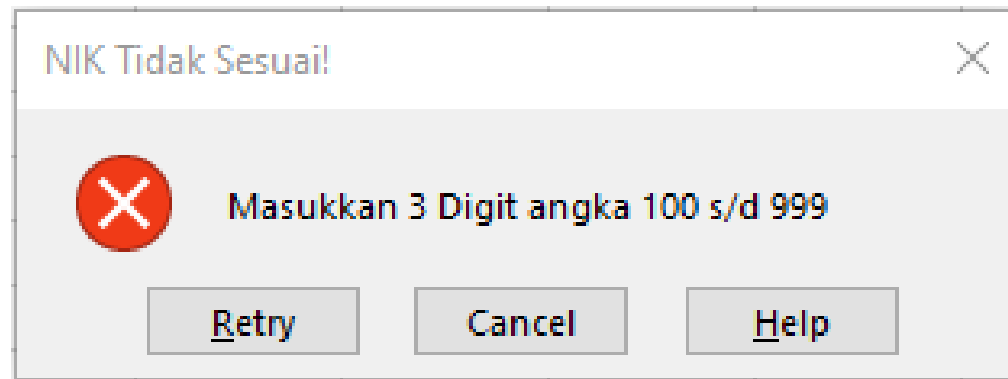 NIK Tidak Sesuai!
Masukkan 3 Digit angka 100 s/d 999
Retry Cancel Help